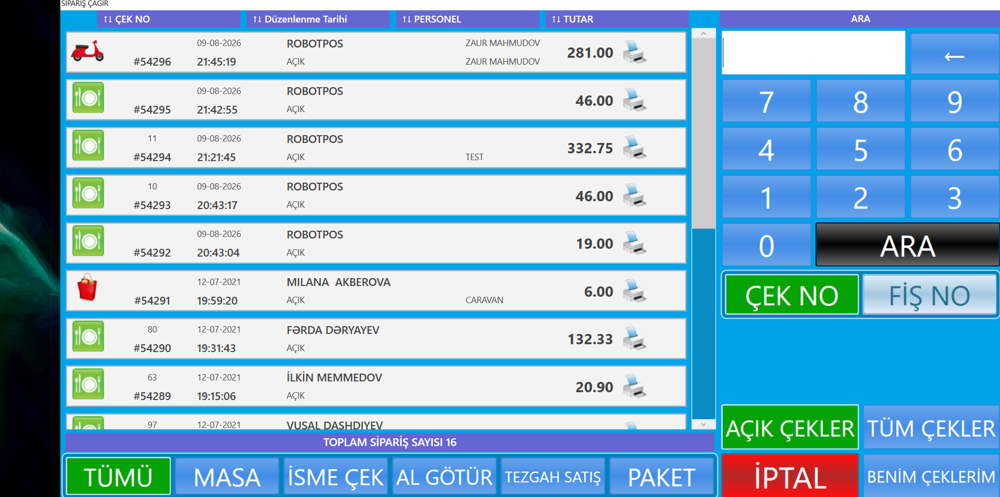 SİPARİŞ ÇAĞIR
↑↓ ÇEK NO ↑↓ Düzenlenme Tarihi ↑↓ PERSONEL ↑↓ TUTAR
09-08-2026 ROBOTPOS ZAUR MAHMUDOV
#54296 21:45:19 AÇIK ZAUR MAHMUDOV 281.00
09-08-2026 ROBOTPOS
#54295 21:42:55 AÇIK 46.00
11 09-08-2026 ROBOTPOS
#54294 21:21:45 AÇIK TEST 332.75
10 09-08-2026 ROBOTPOS
#54293 20:43:17 AÇIK 46.00
09-08-2026 ROBOTPOS
#54292 20:43:04 AÇIK 19.00
12-07-2021 MILANA AKBEROVA
#54291 19:59:20 AÇIK CARAVAN 6.00
80 12-07-2021 FƏRDA DƏRYAYEV
#54290 19:31:43 AÇIK 132.33
63 12-07-2021 İLKİN MEMMEDOV
#54289 19:15:06 AÇIK 20.90
97 12-07-2021 VUSAL DASHDIYEV
TOPLAM SİPARİŞ SAYISI 16
TÜMÜ MASA İSME ÇEK AL GÖTÜR TEZGAH SATIŞ PAKET
ARA
←
7 8 9
4 5 6
1 2 3
0 ARA
ÇEK NO FİŞ NO
AÇIK ÇEKLER TÜM ÇEKLER
İPTAL BENİM ÇEKLERİM